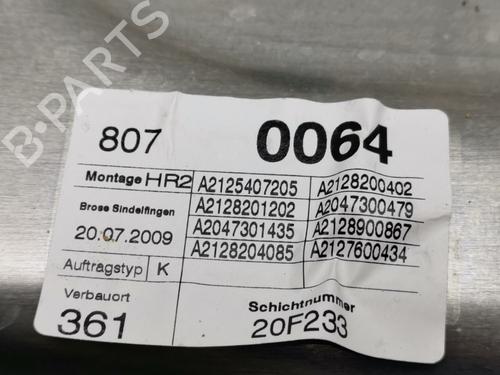 B-PARTS
807 0064
Montage HR2 A2125407205 A2128200402
Brose Sindelfingen A2128201202 A2047300479
20.07.2009 A2047301435 A2128900867
Auftragstyp K A2128204085 A2127600434
Verbauort Schichtnummer
361 20F233